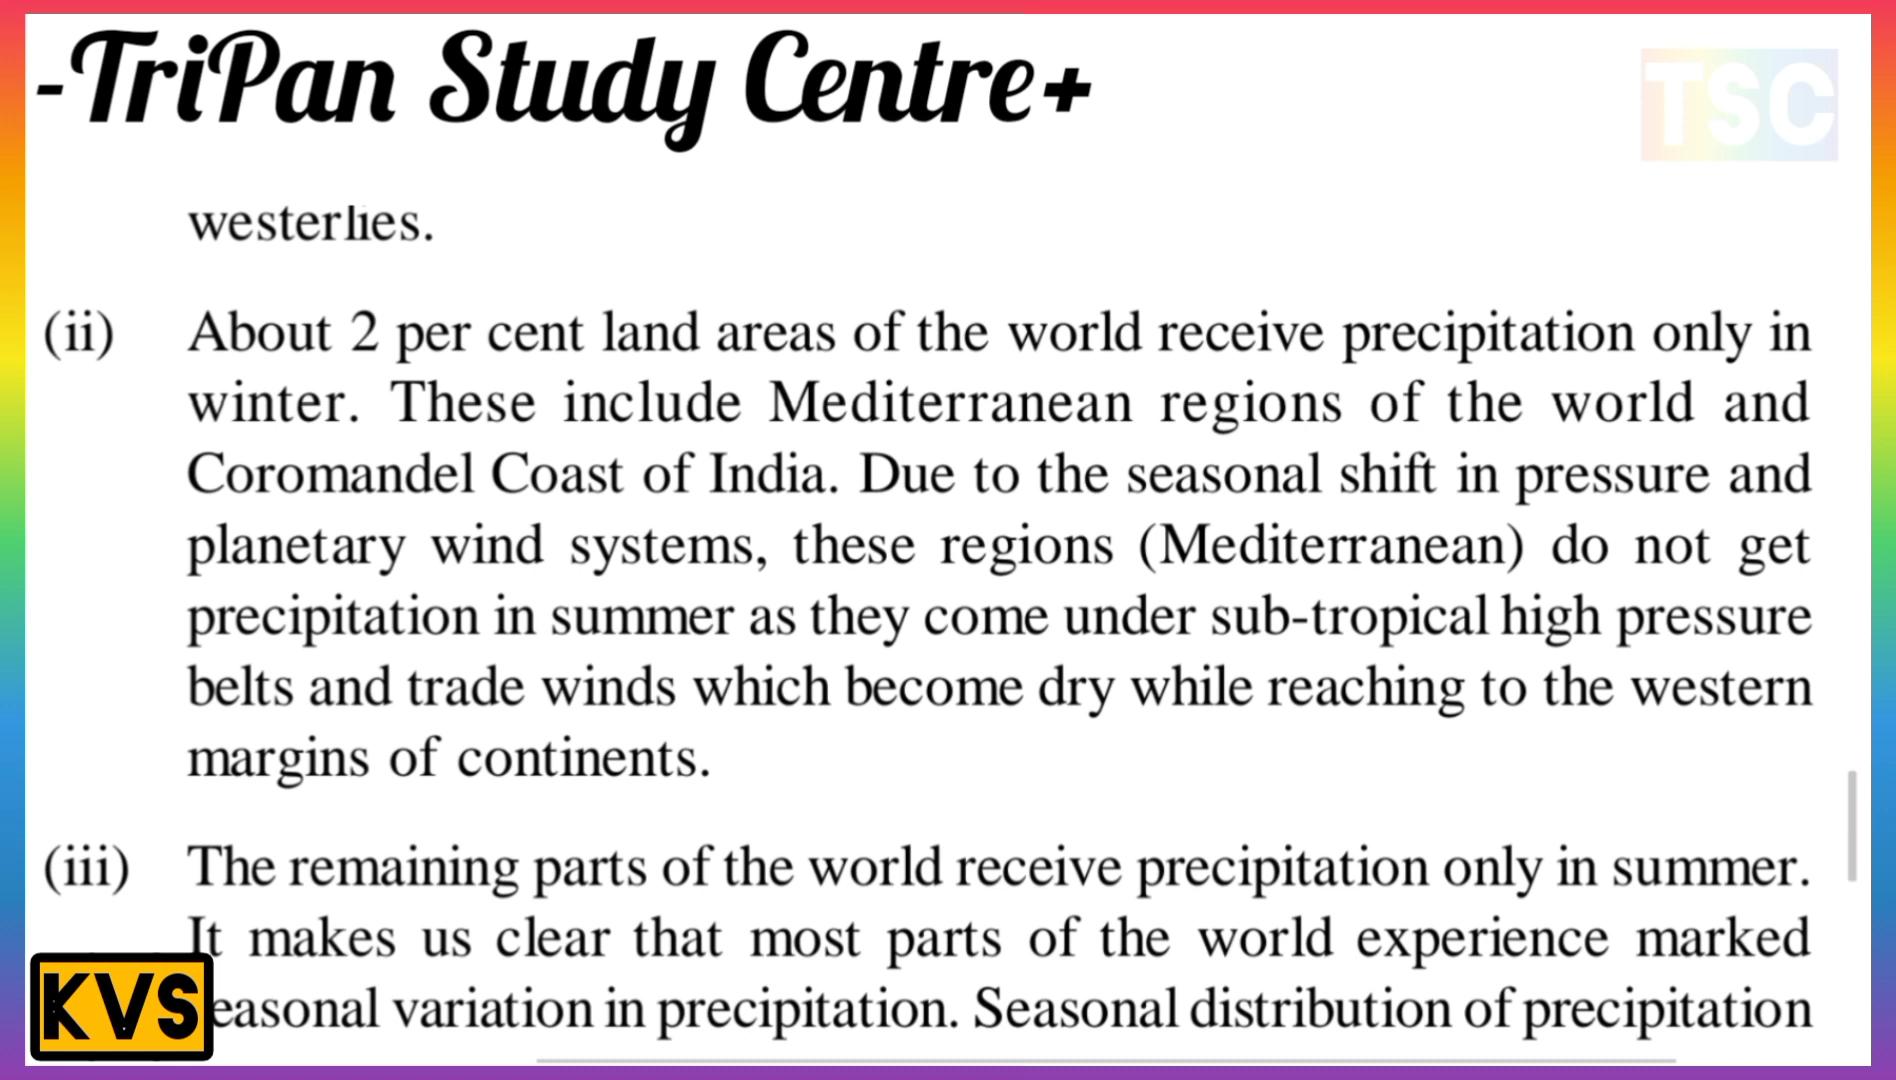 -TriPan Study Centre+
TSC
westerlies.
(ii) About 2 per cent land areas of the world receive precipitation only in
winter. These include Mediterranean regions of the world and
Coromandel Coast of India. Due to the seasonal shift in pressure and
planetary wind systems, these regions (Mediterranean) do not get
precipitation in summer as they come under sub-tropical high pressure
belts and trade winds which become dry while reaching to the western
margins of continents.
(iii) The remaining parts of the world receive precipitation only in summer.
It makes us clear that most parts of the world experience marked
easonal variation in precipitation. Seasonal distribution of precipitation
KVS